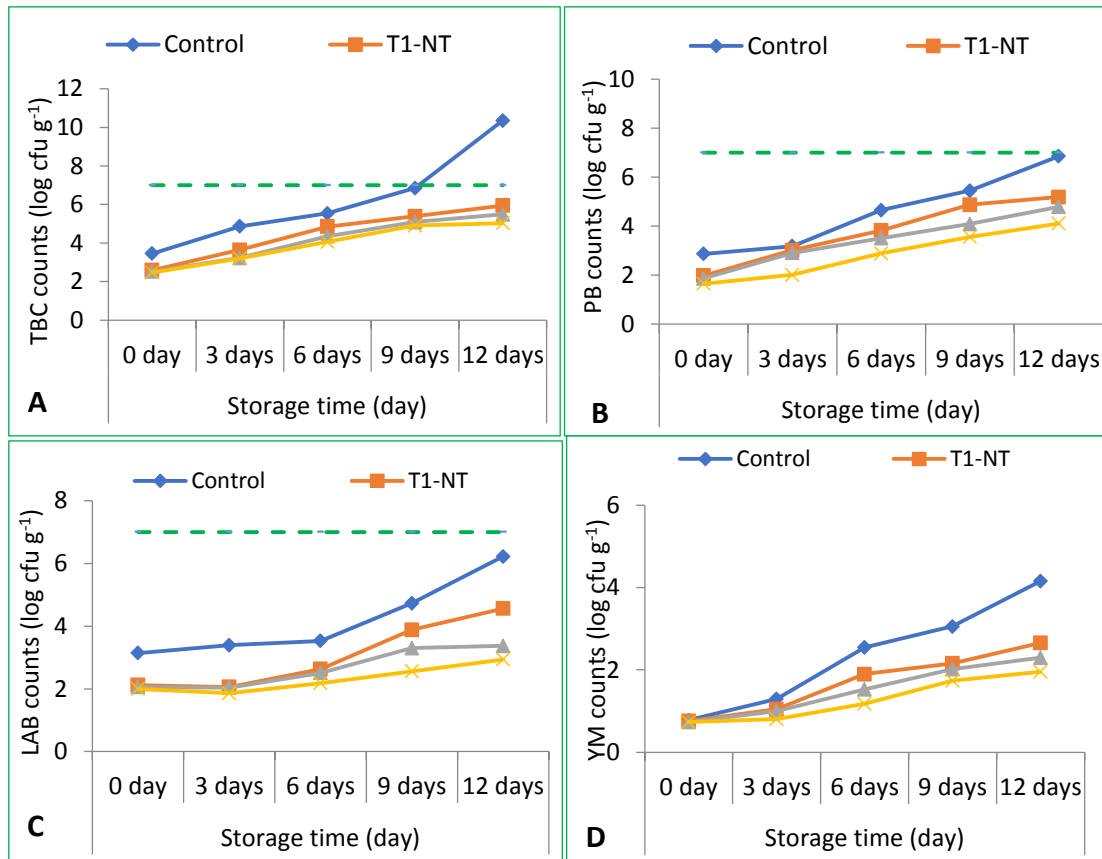 Control T1-NT
TBC counts (log cfu g⁻¹)
12
10
8
6
4
2
0
0 day 3 days 6 days 9 days 12 days
Storage time (day)
A
Control T1-NT
PB counts (log cfu g⁻¹)
10
8
6
4
2
0
0 day 3 days 6 days 9 days 12 days
Storage time (day)
B
Control T1-NT
LAB counts (log cfu g⁻¹)
8
6
4
2
0
0 day 3 days 6 days 9 days 12 days
Storage time (day)
C
Control T1-NT
YM counts (log cfu g⁻¹)
6
4
2
0
0 day 3 days 6 days 9 days 12 days
Storage time (day)
D